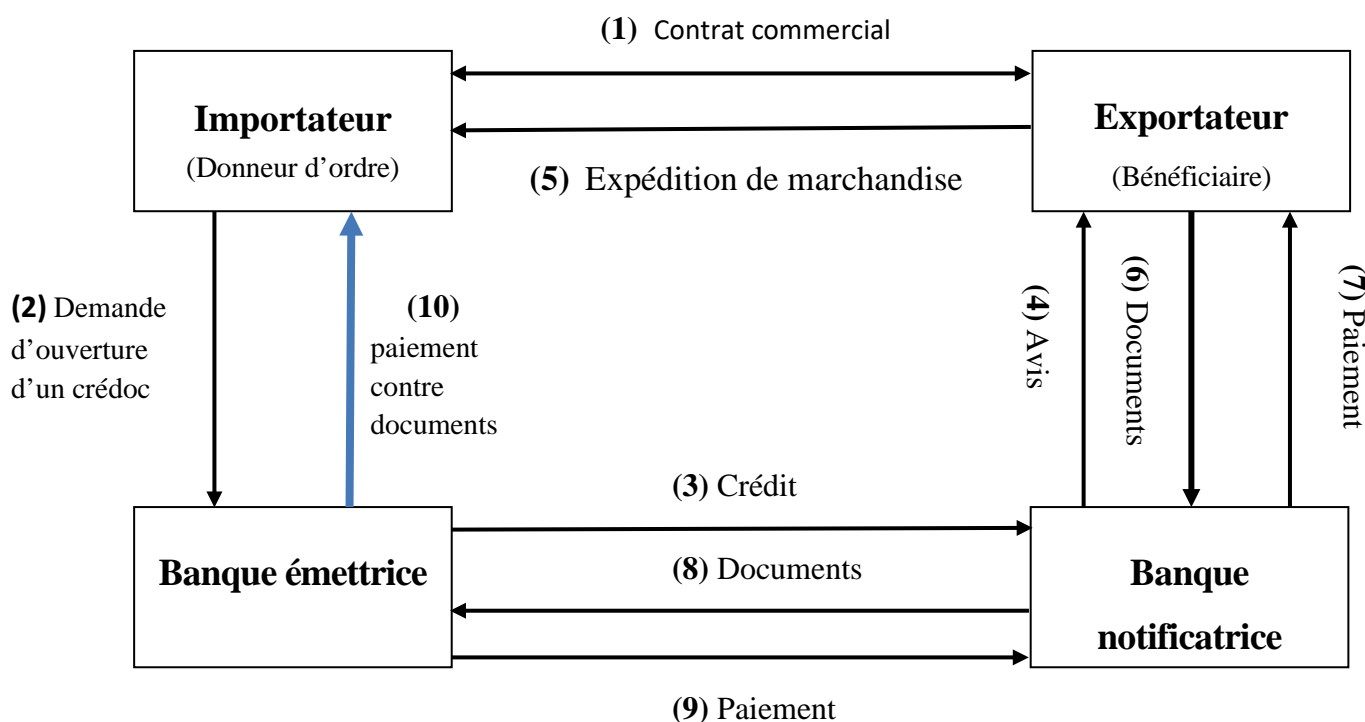 (1) Contrat commercial
Importateur
(Donneur d’ordre)
Exportateur
(Bénéficiaire)
(5) Expédition de marchandise
(2) Demande
d’ouverture
d’un crédoc
(10)
paiement
contre
documents
(4) Avis
(6) Documents
(7) Paiement
(3) Crédit
Banque émettrice
(8) Documents
Banque
notificatrice
(9) Paiement